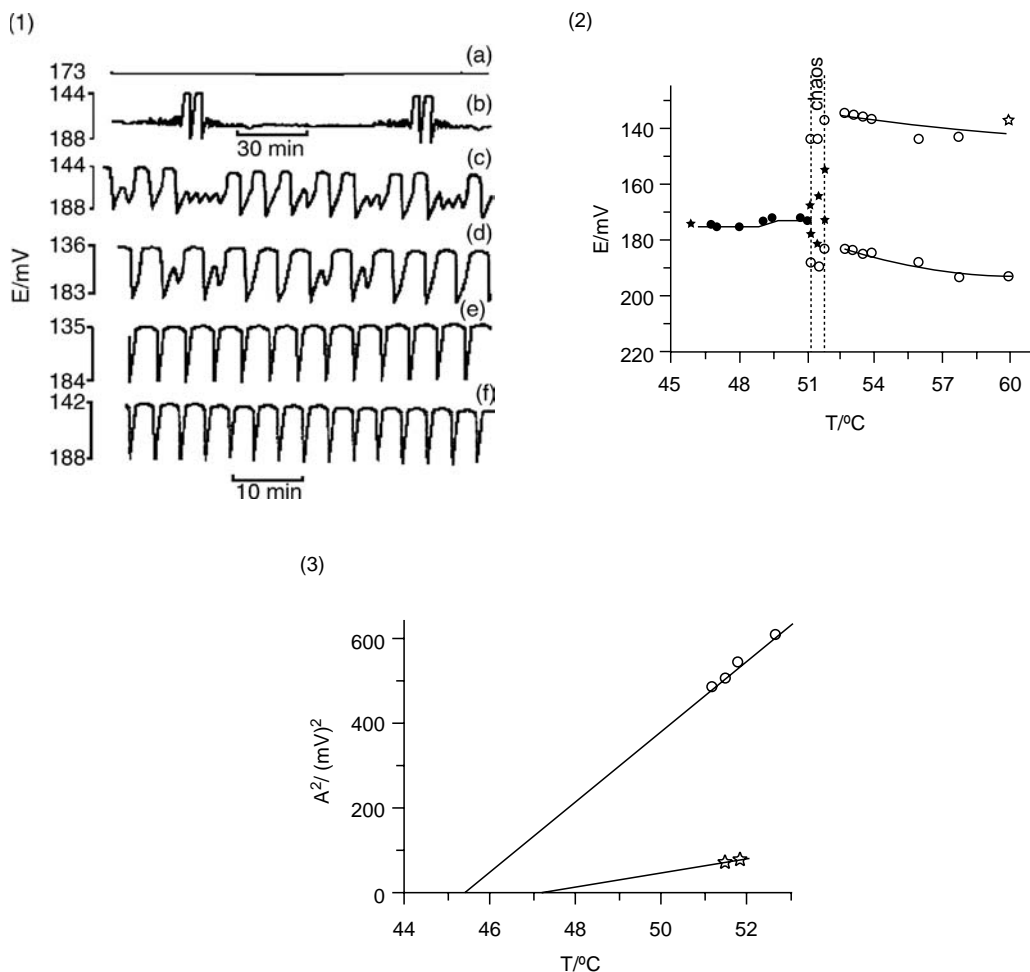 (1)
(a)
173
144
(b)
188
30 min
144
(c)
188
136
(d)
183
E/mV
135
(e)
184
142
(f)
188
10 min
(2)
chaos
140
160
180
200
220
E/mV
45 48 51 54 57 60
T/ºC
(3)
600
400
200
0
A²/ (mV)²
44 46 48 50 52
T/ºC